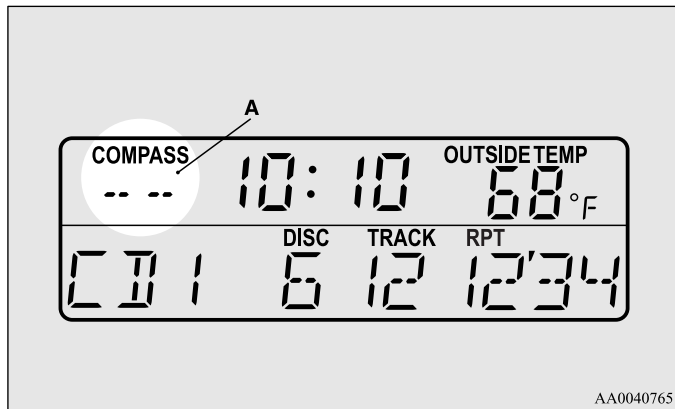 A
COMPASS 10:10 OUTSIDE TEMP
-- -- 68°F
DISC TRACK RPT
CD1 6 12 12'34
AA0040765